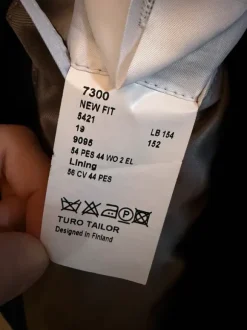 7300
NEW FIT
5421
19 LB 154
9095 152
54 PES 44 WO 2 EL
Lining
56 CV 44 PES
P
TURO TAILOR
Designed in Finland